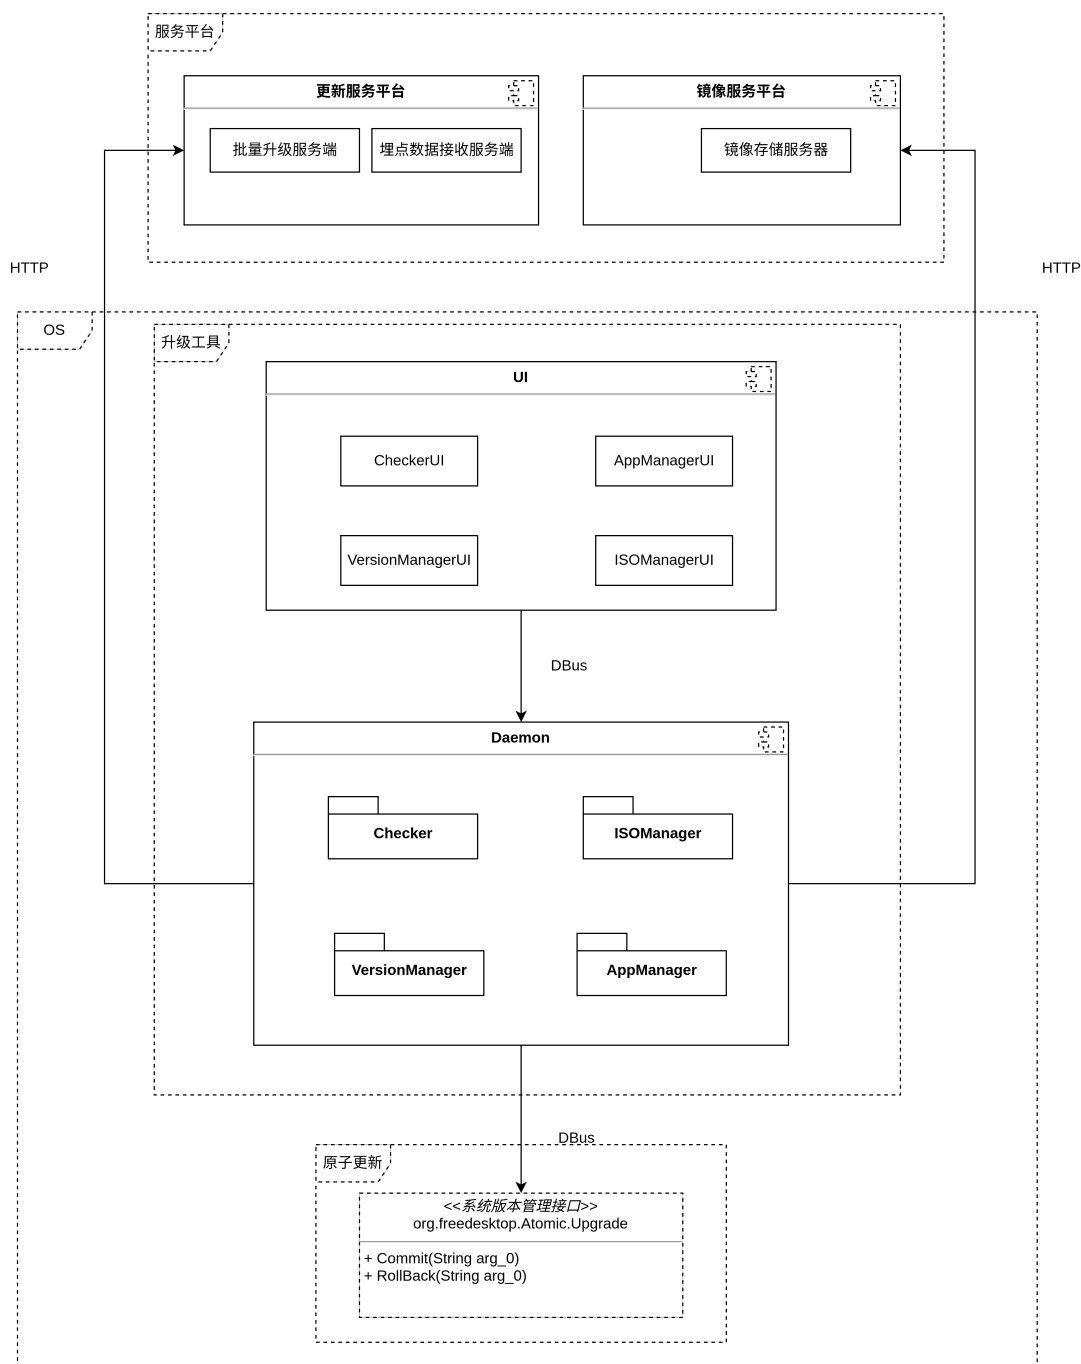 服务平台
更新服务平台
镜像服务平台
批量升级服务端
埋点数据接收服务端
镜像存储服务器
HTTP
HTTP
OS
升级工具
UI
CheckerUI
AppManagerUI
VersionManagerUI
ISOManagerUI
DBus
Daemon
Checker
ISOManager
VersionManager
AppManager
DBus
原子更新
<<系统版本管理接口>>
org.freedesktop.Atomic.Upgrade
+ Commit(String arg_0)
+ RollBack(String arg_0)